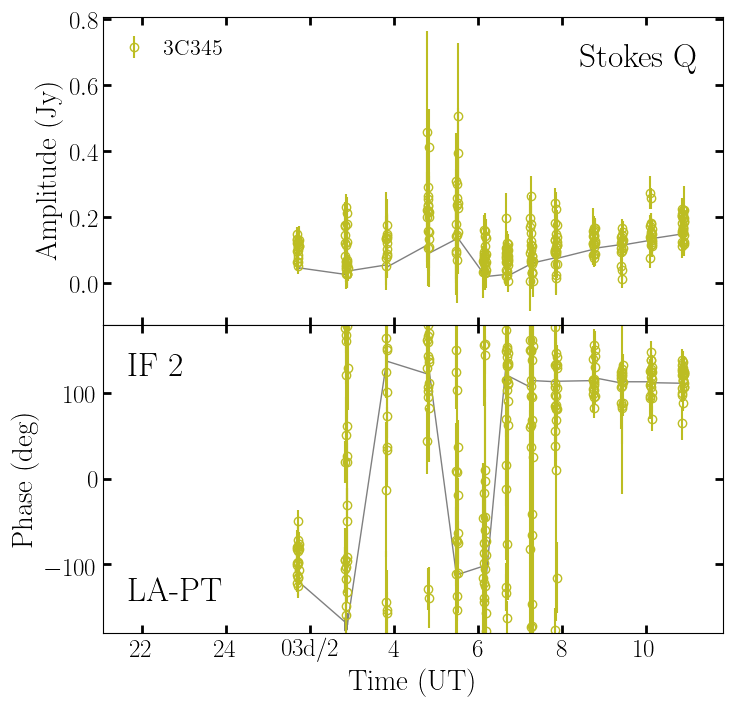 0.8
3C345
Stokes Q
0.6
0.4
0.2
0.0
Amplitude (Jy)
IF 2
100
0
−100
Phase (deg)
LA-PT
22 24 03d/2 4 6 8 10
Time (UT)